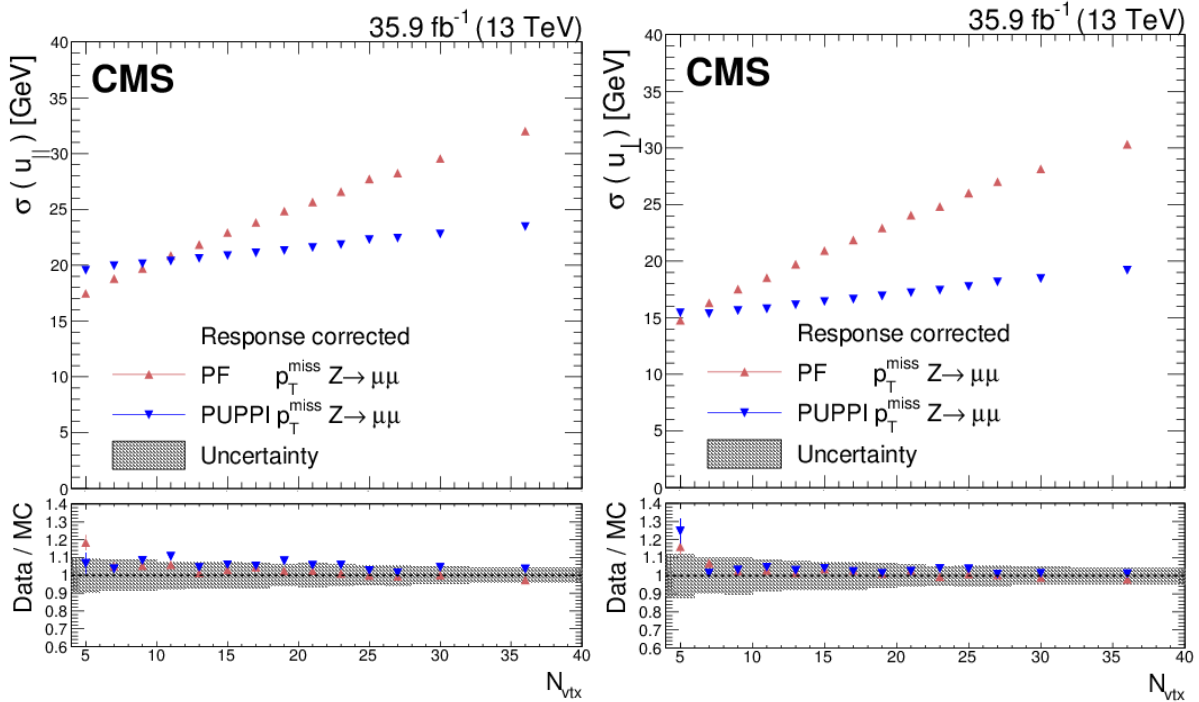 35.9 fb⁻¹ (13 TeV)
CMS
σ ( u∥ ) [GeV]
40
35
30
25
20
15
10
5
0
Response corrected
PF pTmiss Z→ μμ
PUPPI pTmiss Z→ μμ
Uncertainty
Data / MC
1.4
1.3
1.2
1.1
1
0.9
0.8
0.7
0.6
5 10 15 20 25 30 35 40
Nvtx
35.9 fb⁻¹ (13 TeV)
CMS
σ ( u⊥ ) [GeV]
40
35
30
25
20
15
10
5
0
Response corrected
PF pTmiss Z→ μμ
PUPPI pTmiss Z→ μμ
Uncertainty
Data / MC
1.4
1.3
1.2
1.1
1
0.9
0.8
0.7
0.6
5 10 15 20 25 30 35 40
Nvtx